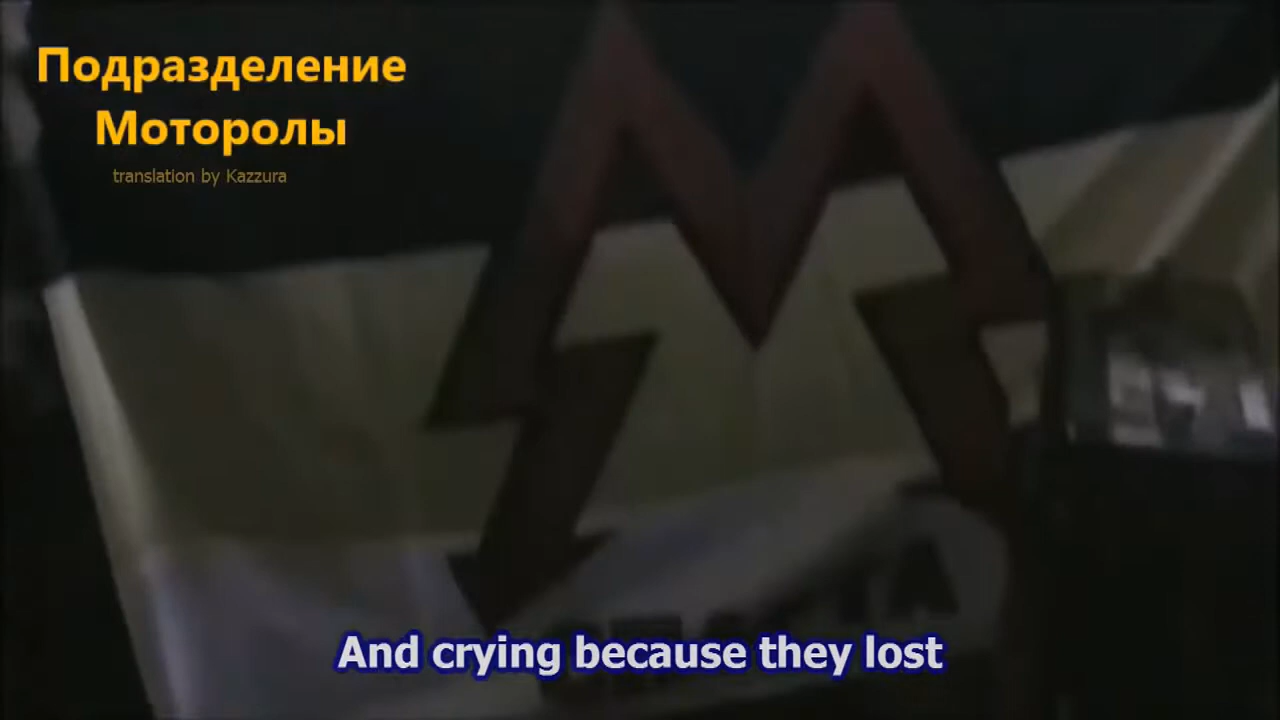 Подразделение
Моторолы
translation by Kazzura
And crying because they lost